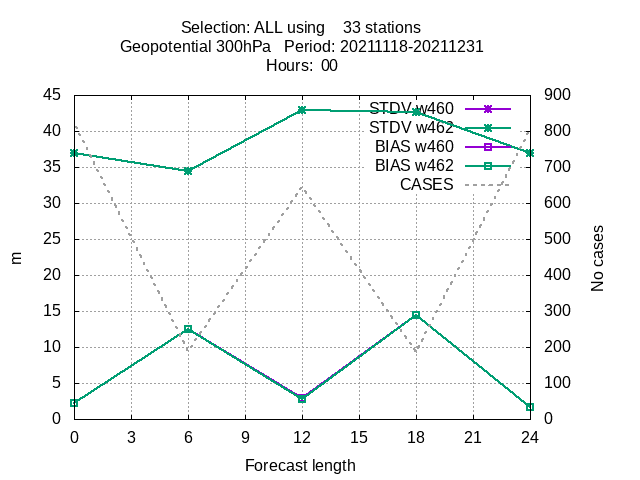 Selection: ALL using    33 stations
Geopotential 300hPa   Period: 20211118-20211231
Hours:  00
STDV w460
STDV w462
BIAS w460
BIAS w462
CASES
45
40
35
30
25
20
15
10
5
0
m
900
800
700
600
500
400
300
200
100
0
No cases
0 3 6 9 12 15 18 21 24
Forecast length